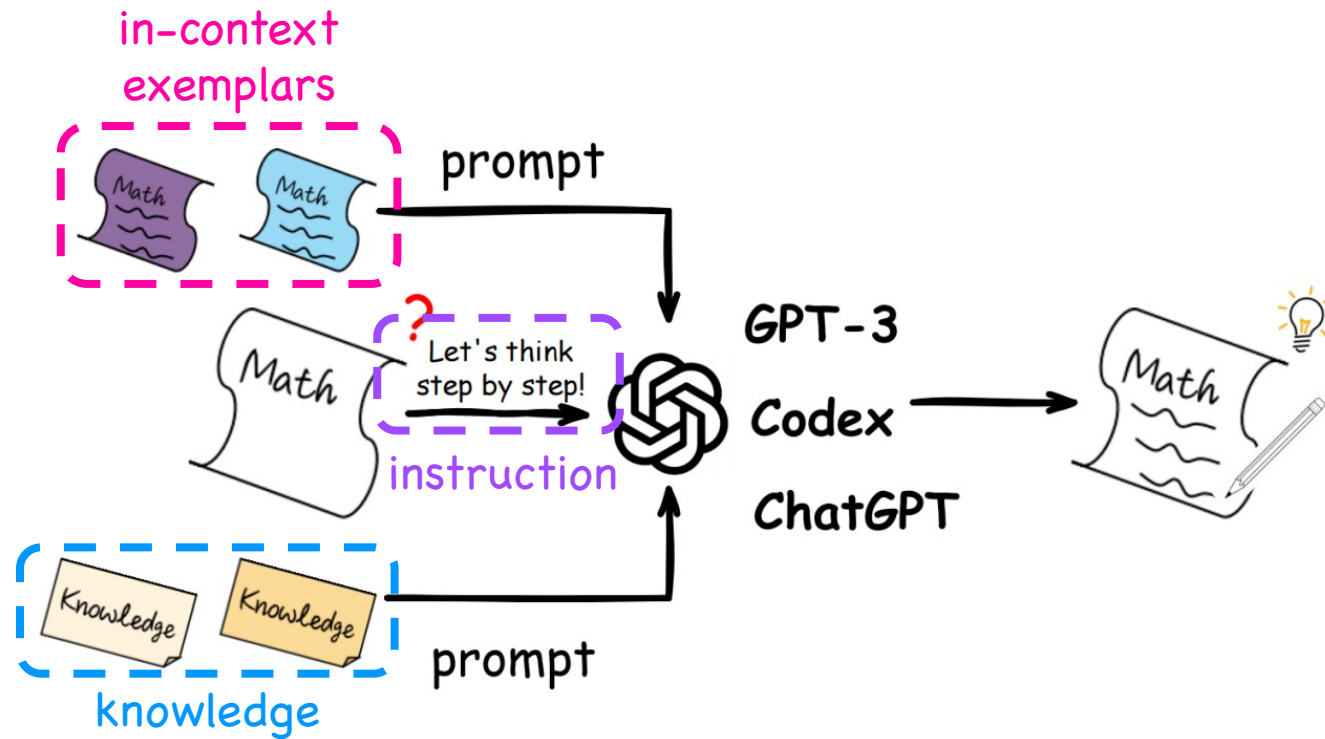 in-context
exemplars
Math
Math
prompt
?
Let's think
step by step!
Math
instruction
GPT-3
Codex
ChatGPT
Math
Knowledge
Knowledge
prompt
knowledge